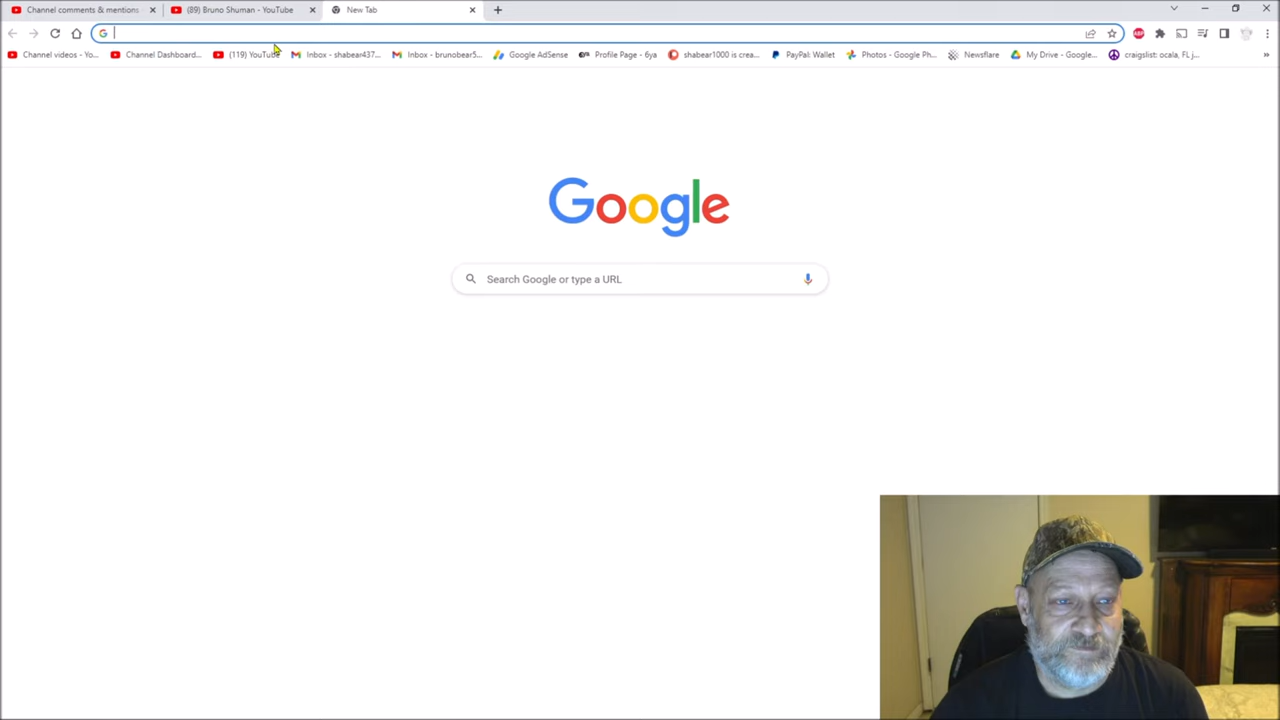 Channel comments & mentions
(89) Bruno Shuman - YouTube
New Tab
Channel videos - Yo...
Channel Dashboard...
(119) YouTube
Inbox - shabear437...
Inbox - brunobear5...
Google AdSense
Profile Page - 6ya
shabear1000 is crea...
PayPal: Wallet
Photos - Google Ph...
Newsflare
My Drive - Google...
craigslist: ocala, FL j...
Google
Search Google or type a URL